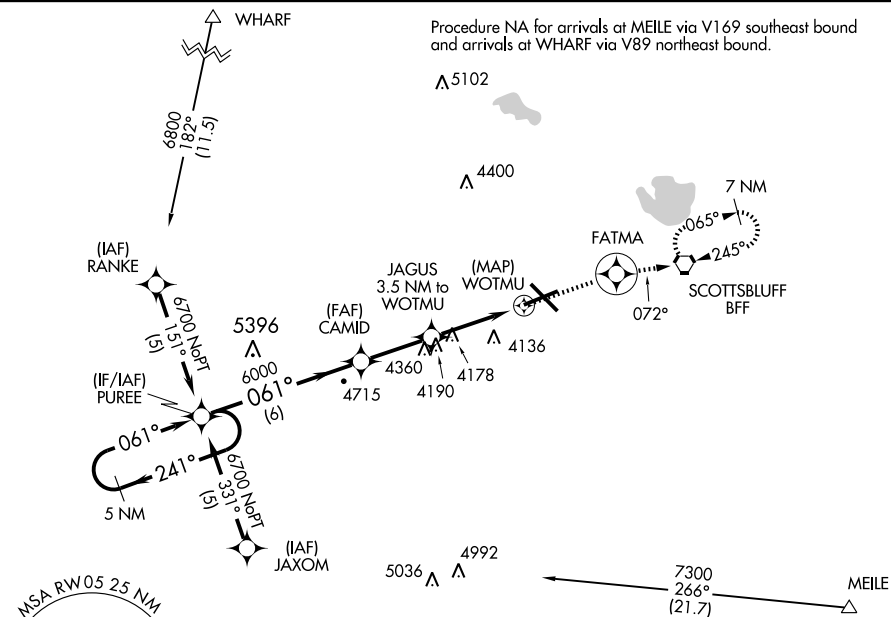 WHARF
Procedure NA for arrivals at MEILE via V169 southeast bound
and arrivals at WHARF via V89 northeast bound.
5102
6800
182°
(11.5)
4400
7 NM
065°
245°
FATMA
SCOTTSBLUFF
BFF
072°
(IAF)
RANKE
JAGUS
3.5 NM to
WOTMU
(MAP)
WOTMU
6700 NoPT
151°
(5)
5396
(FAF)
CAMID
6000
061°
(6)
4715
4360
4190
4178
4136
(IF/IAF)
PUREE
061°
241°
5 NM
6700 NoPT
331°
(5)
(IAF)
JAXOM
5036
4992
7300
266°
(21.7)
MEILE
MSA RW05 25 NM